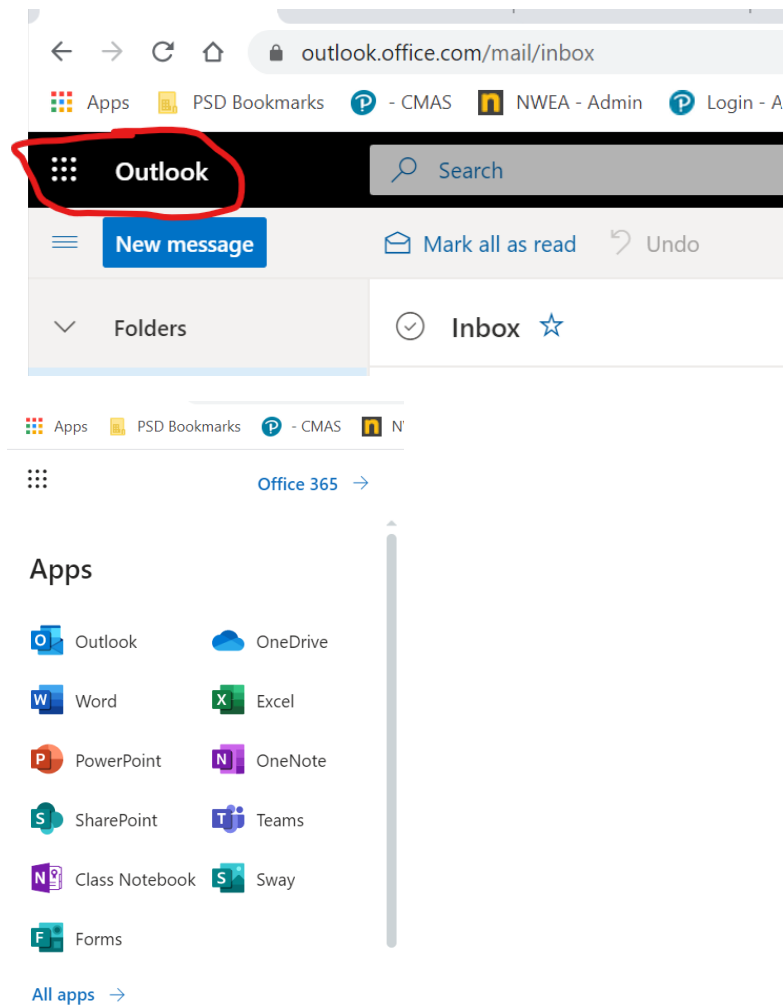 outlook.office.com/mail/inbox
Apps PSD Bookmarks - CMAS NWEA - Admin Login - A
Outlook Search
New message Mark all as read Undo
Folders Inbox
Apps PSD Bookmarks - CMAS N
Office 365
Apps
Outlook OneDrive
Word Excel
PowerPoint OneNote
SharePoint Teams
Class Notebook Sway
Forms
All apps